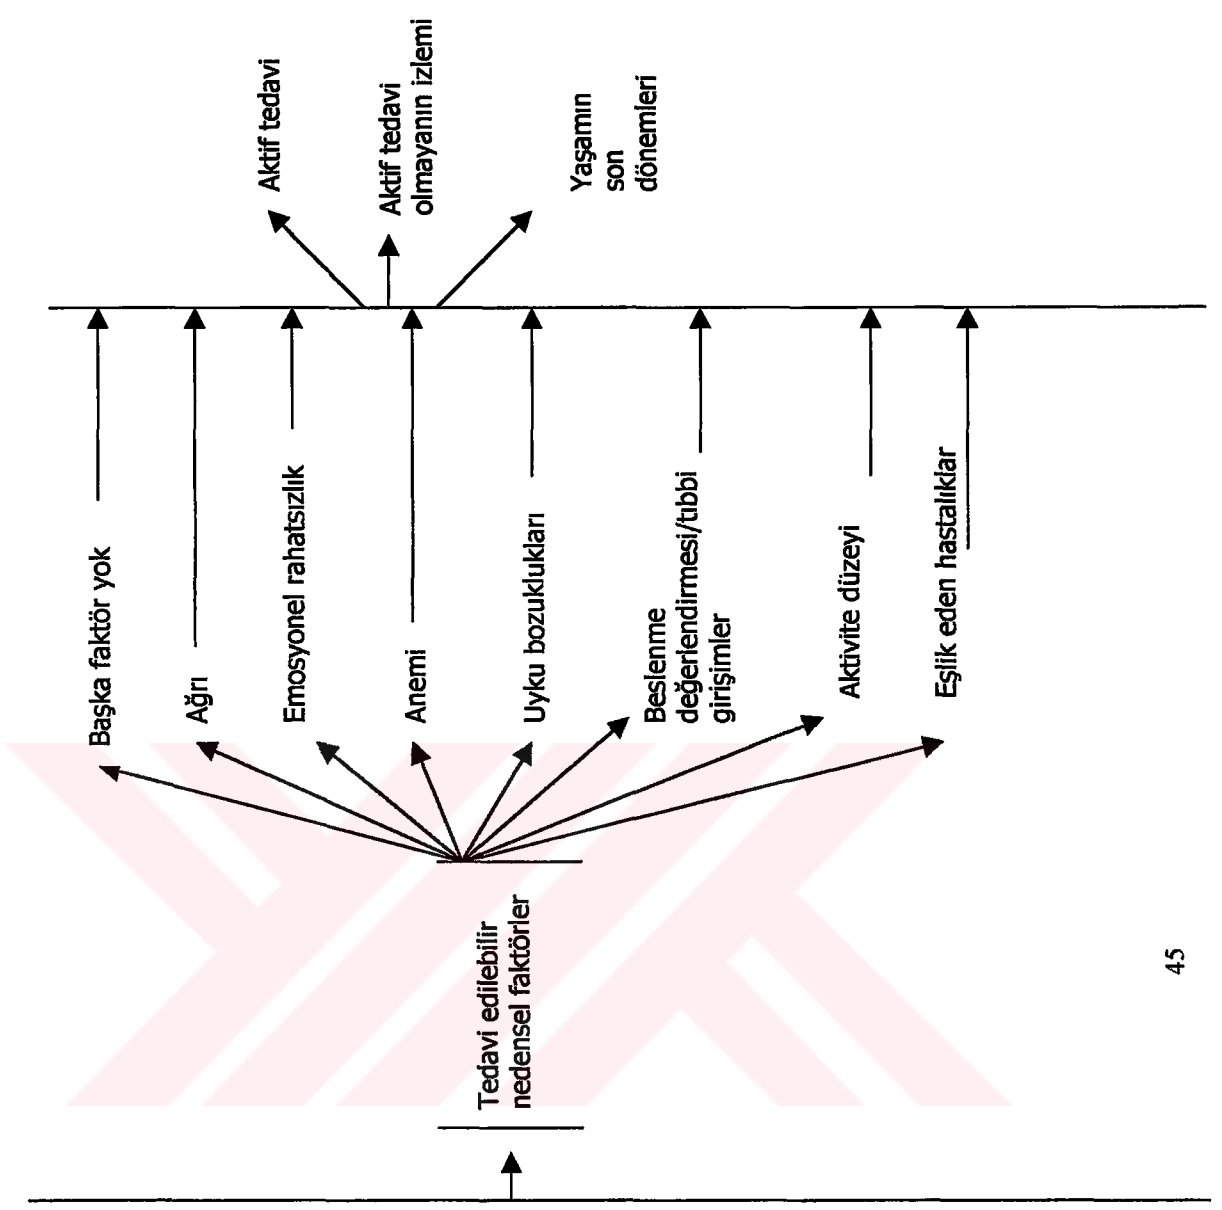 Tedavi edilebilir
nedensel faktörler
Başka faktör yok
Ağrı
Emosyonel rahatsızlık
Anemi
Uyku bozuklukları
Beslenme
değerlendirmesi/tıbbi
girişimler
Aktivite düzeyi
Eşlik eden hastalıklar
Aktif tedavi
Aktif tedavi
olmayanın izlemi
Yaşamın
son
dönemleri
45